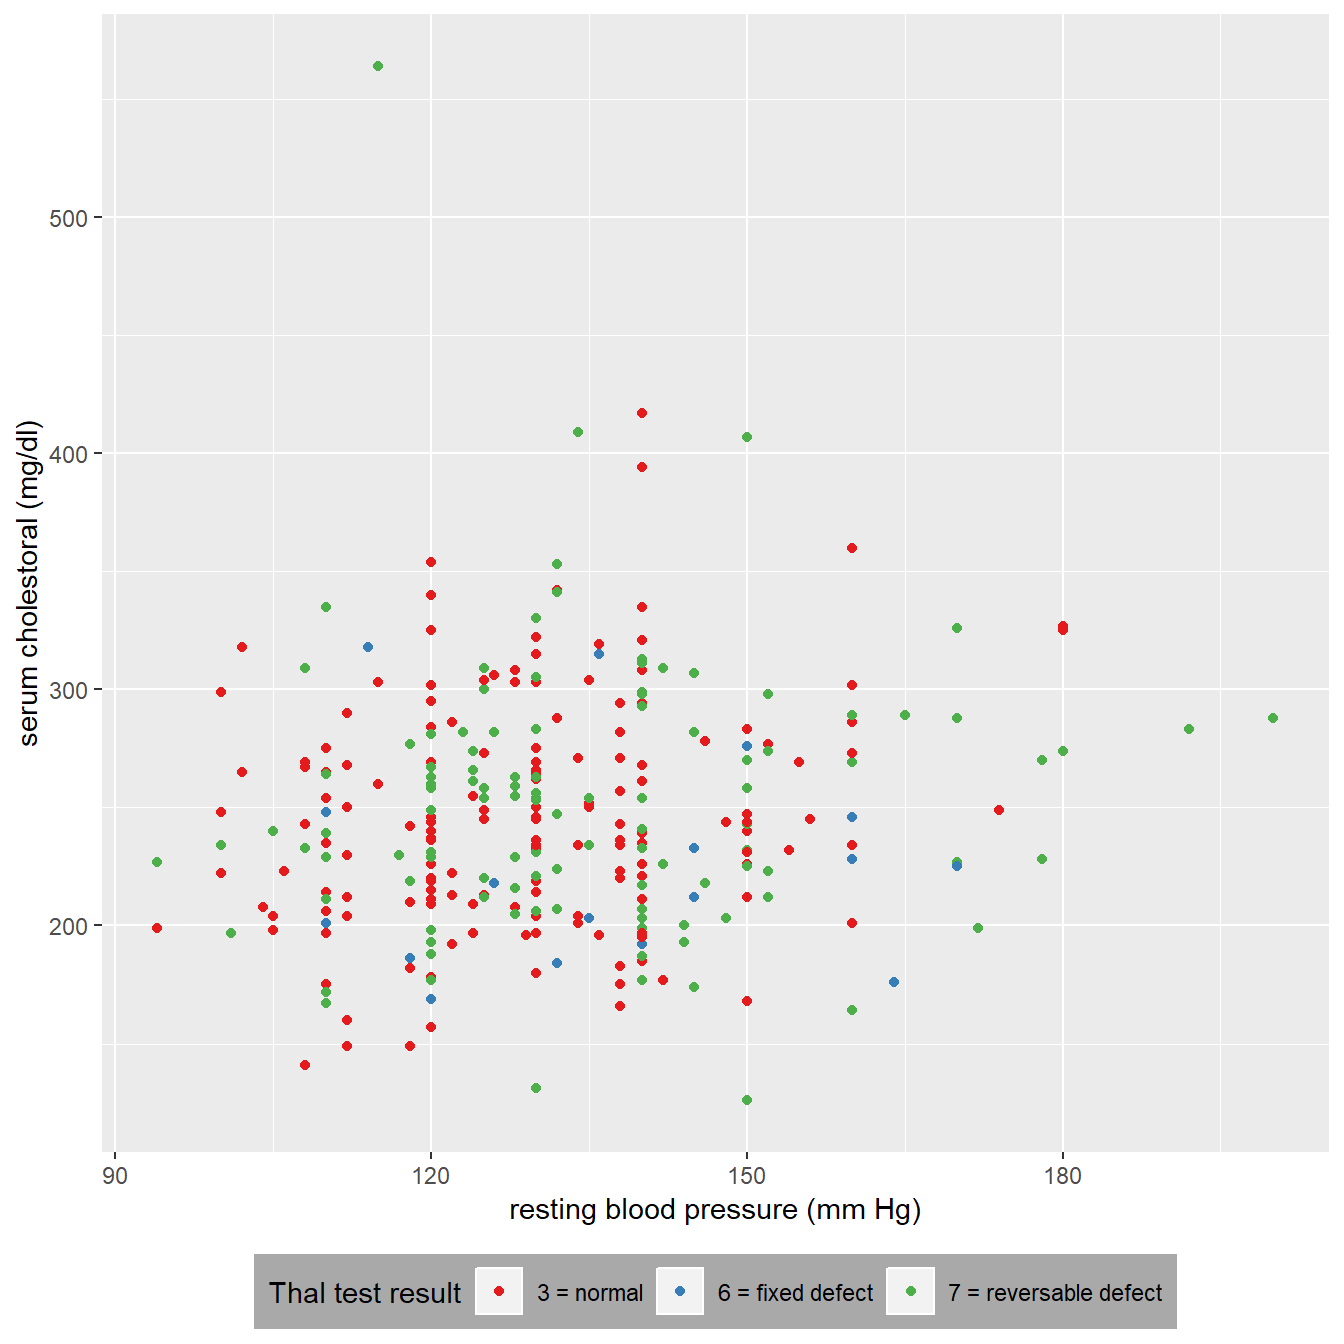 500
400
300
200
serum cholestoral (mg/dl)
90 120 150 180
resting blood pressure (mm Hg)
Thal test result 3 = normal 6 = fixed defect 7 = reversable defect